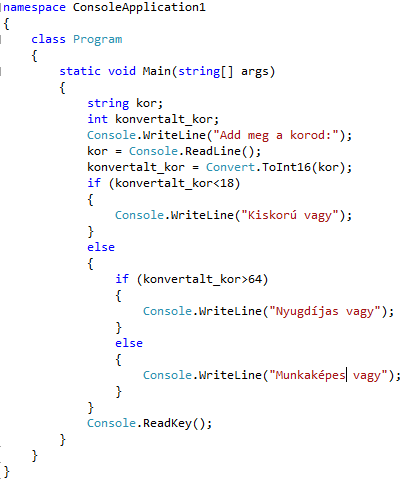 namespace ConsoleApplication1
{
    class Program
    {
        static void Main(string[] args)
        {
            string kor;
            int konvertalt_kor;
            Console.WriteLine("Add meg a korod:");
            kor = Console.ReadLine();
            konvertalt_kor = Convert.ToInt16(kor);
            if (konvertalt_kor<18)
            {
                Console.WriteLine("Kiskorú vagy");
            }
            else
            {
                if (konvertalt_kor>64)
                {
                    Console.WriteLine("Nyugdíjas vagy");
                }
                else
                {
                    Console.WriteLine("Munkaképes vagy");
                }
            }
            Console.ReadKey();
        }
    }
}